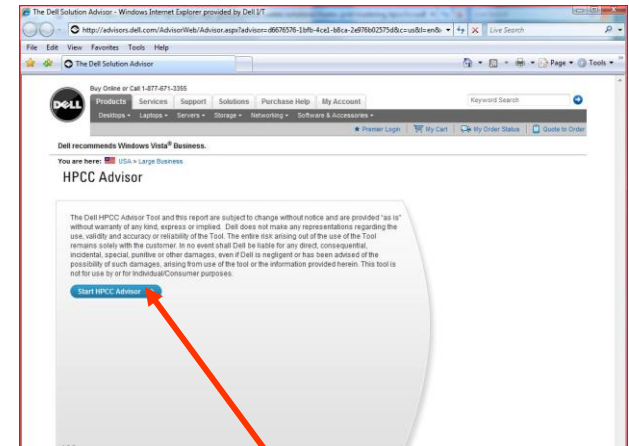 The Dell Solution Advisor - Windows Internet Explorer provided by Dell I/T
http://advisors.dell.com/AdvisorWeb/Advisor.aspx?advisor=d6676576-1bfb-4ce1-b8ca-2e976b02575d&c=us&l=en&
Live Search
File Edit View Favorites Tools Help
The Dell Solution Advisor
Page Tools
Buy Online or Call 1-877-671-3355
DELL
Products Services Support Solutions Purchase Help My Account
Keyword Search
Desktops Laptops Servers Storage Networking Software & Accessories
Premier Login My Cart My Order Status Quote to Order
Dell recommends Windows Vista® Business.
You are here: USA > Large Business
HPCC Advisor
The Dell HPCC Advisor Tool and this report are subject to change without notice and are provided "as is"
without warranty of any kind, express or implied. Dell does not make any representations regarding the
use, validity and accuracy or reliability of the Tool. The entire risk arising out of the use of the Tool
remains solely with the customer. In no event shall Dell be liable for any direct, consequential,
incidental, special, punitive or other damages, even if Dell is negligent or has been advised of the
possibility of such damages, arising from use of the tool or the information provided herein. This tool is
not for use by or for Individual/Consumer purposes.
Start HPCC Advisor